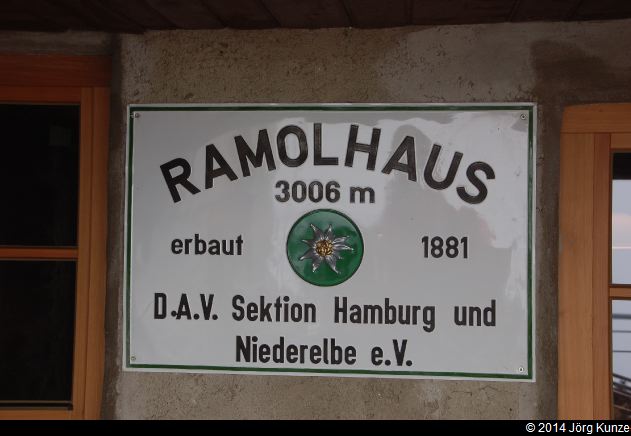 RAMOLHAUS
3006 m
erbaut 1881
D.A.V. Sektion Hamburg und
Niederelbe e.V.
© 2014 Jörg Kunze